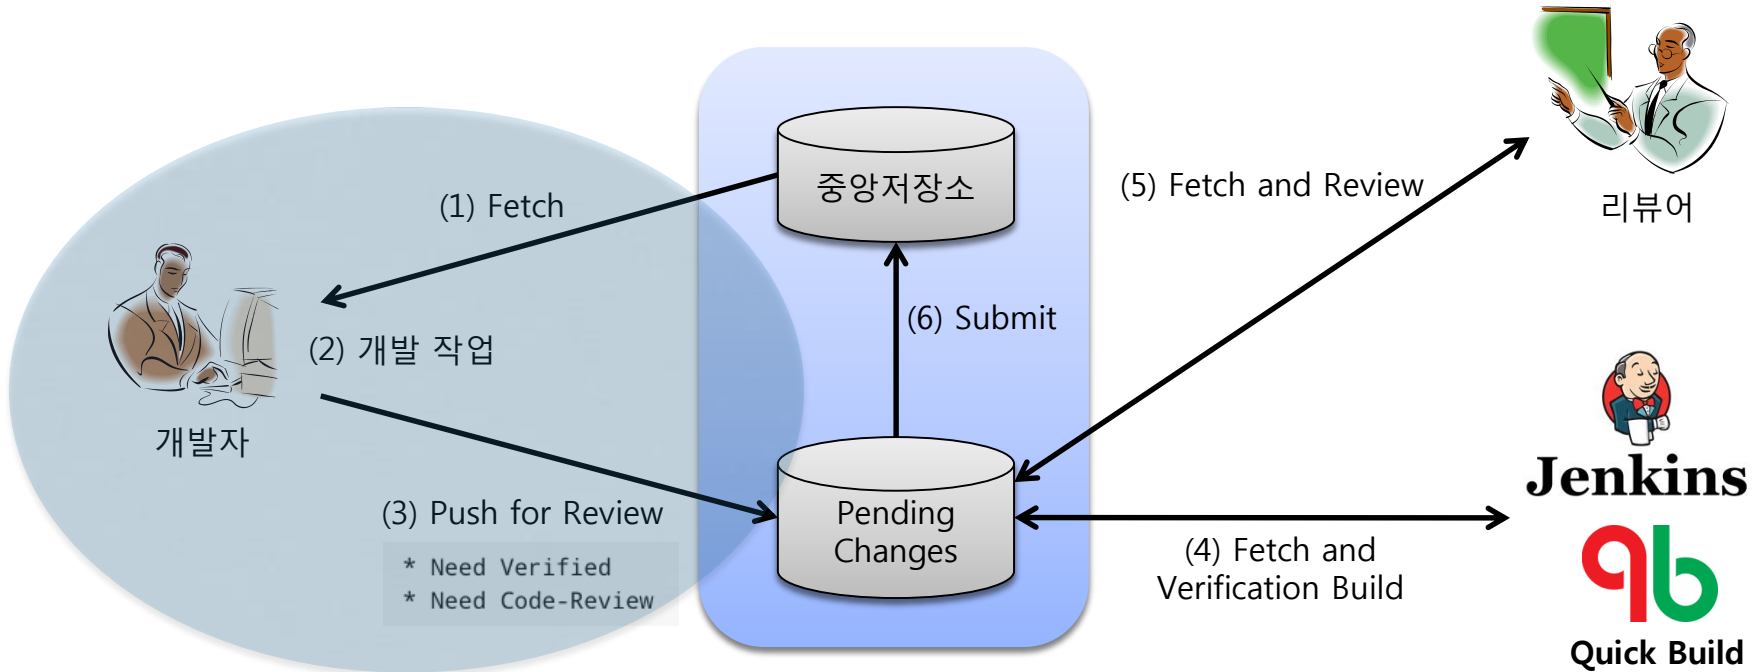 중앙저장소
(1) Fetch
(5) Fetch and Review
리뷰어
(2) 개발 작업
(6) Submit
개발자
(3) Push for Review
* Need Verified
* Need Code-Review
Pending
Changes
(4) Fetch and
Verification Build
Jenkins
qb
Quick Build